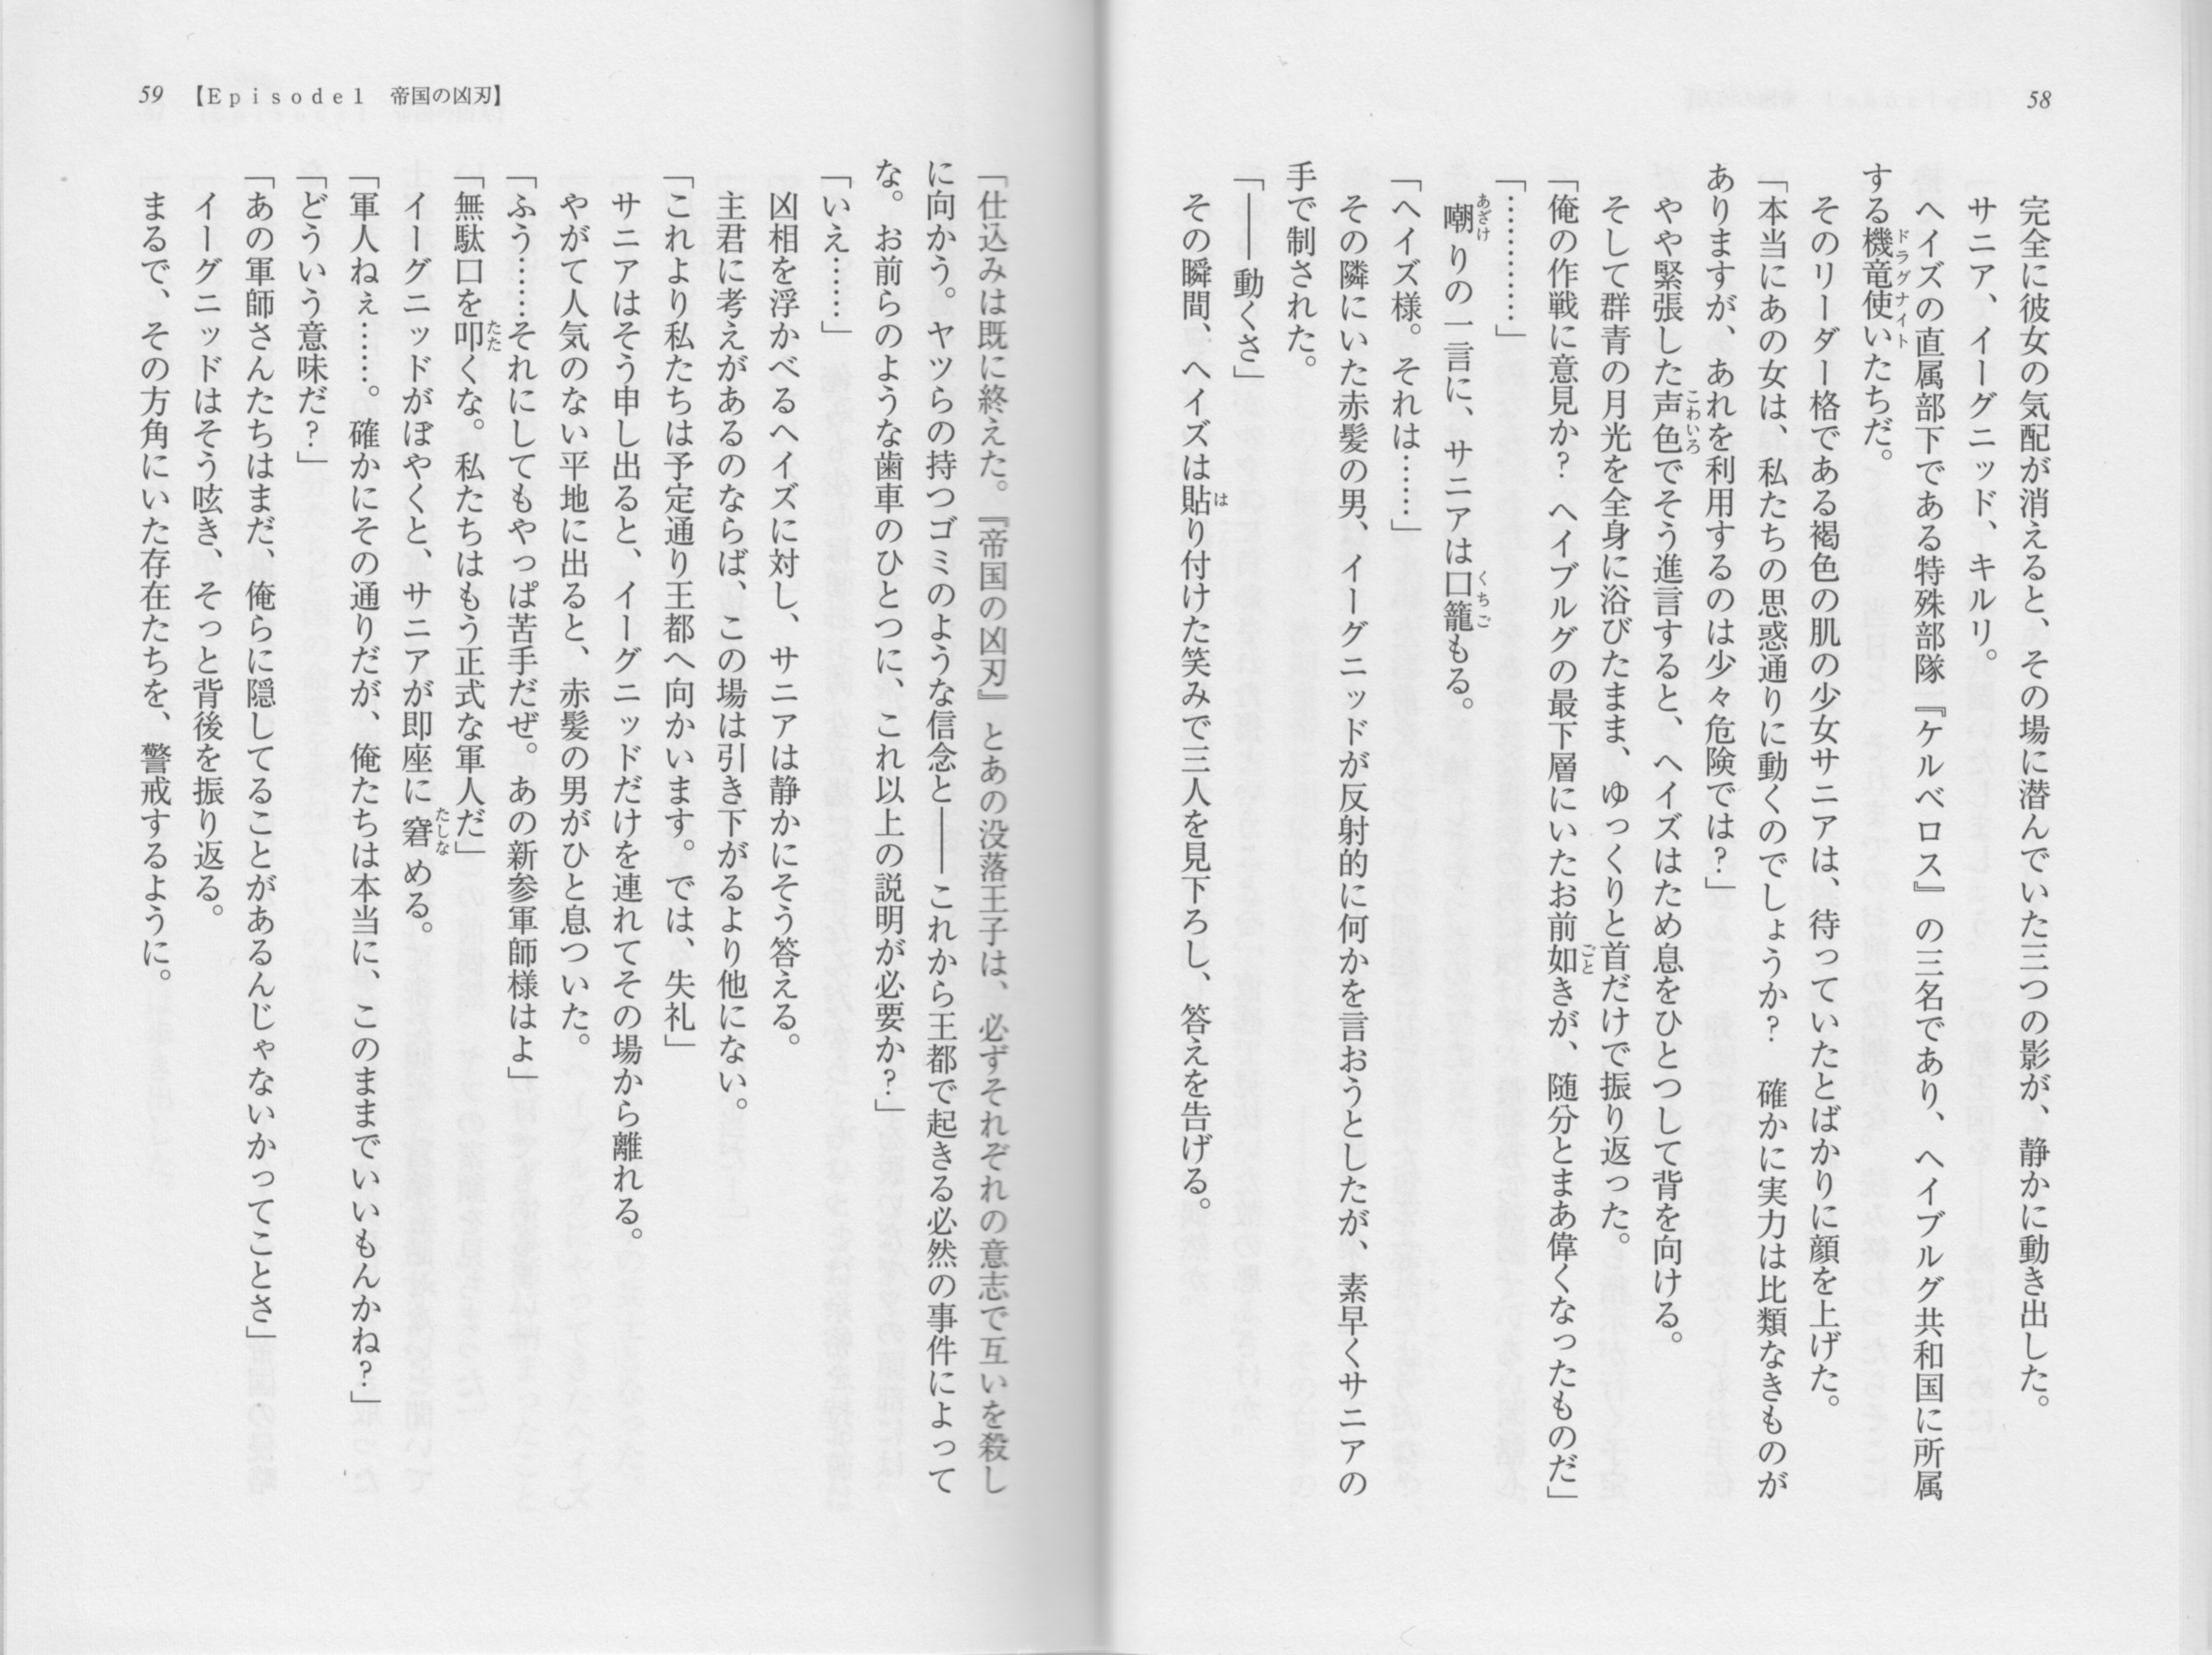 58
完全に彼女の気配が消えると、その場に潜んでいた三つの影が、静かに動き出した。
サニア、イーグニッド、キルリ。
ヘイズの直属部下である特殊部隊『ケルベロス』の三名であり、ヘイブルグ共和国に所属
する機竜使いたちだ。
ドラグナイト
そのリーダー格である褐色の肌の少女サニアは、待っていたとばかりに顔を上げた。
「本当にあの女は、私たちの思惑通りに動くのでしょうか?　確かに実力は比類なきものが
ありますが、あれを利用するのは少々危険では?」
やや緊張した声色でそう進言すると、ヘイズはため息をひとつして背を向ける。
こわいろ
そして群青の月光を全身に浴びたまま、ゆっくりと首だけで振り返った。
「俺の作戦に意見か?　ヘイブルグの最下層にいたお前如きが、随分とまあ偉くなったものだ」
ごと
「…………」
嘲りの一言に、サニアは口籠もる。
あざけ
くちご
「ヘイズ様。それは……」
その隣にいた赤髪の男、イーグニッドが反射的に何かを言おうとしたが、素早くサニアの
手で制された。
「――動くさ」
その瞬間、ヘイズは貼り付けた笑みで三人を見下ろし、答えを告げる。
は
59
【Episode1　帝国の凶刃】
「仕込みは既に終えた。『帝国の凶刃』とあの没落王子は、必ずそれぞれの意志で互いを殺し
に向かう。ヤツらの持つゴミのような信念と――これから王都で起きる必然の事件によって
な。お前らのような歯車のひとつに、これ以上の説明が必要か?」
「いえ……」
凶相を浮かべるヘイズに対し、サニアは静かにそう答える。
主君に考えがあるのならば、この場は引き下がるより他にない。
「これより私たちは予定通り王都へ向かいます。では、失礼」
サニアはそう申し出ると、イーグニッドだけを連れてその場から離れる。
やがて人気のない平地に出ると、赤髪の男がひと息ついた。
「ふう……それにしてもやっぱ苦手だぜ。あの新参軍師様はよ」
「無駄口を叩くな。私たちはもう正式な軍人だ」
たた
イーグニッドがぼやくと、サニアが即座に窘める。
たしな
「軍人ねぇ……。確かにその通りだが、俺たちは本当に、このままでいいもんかね?」
「どういう意味だ?」
「あの軍師さんたちはまだ、俺らに隠してることがあるんじゃないかってことさ」
イーグニッドはそう呟き、そっと背後を振り返る。
まるで、その方角にいた存在たちを、警戒するように。